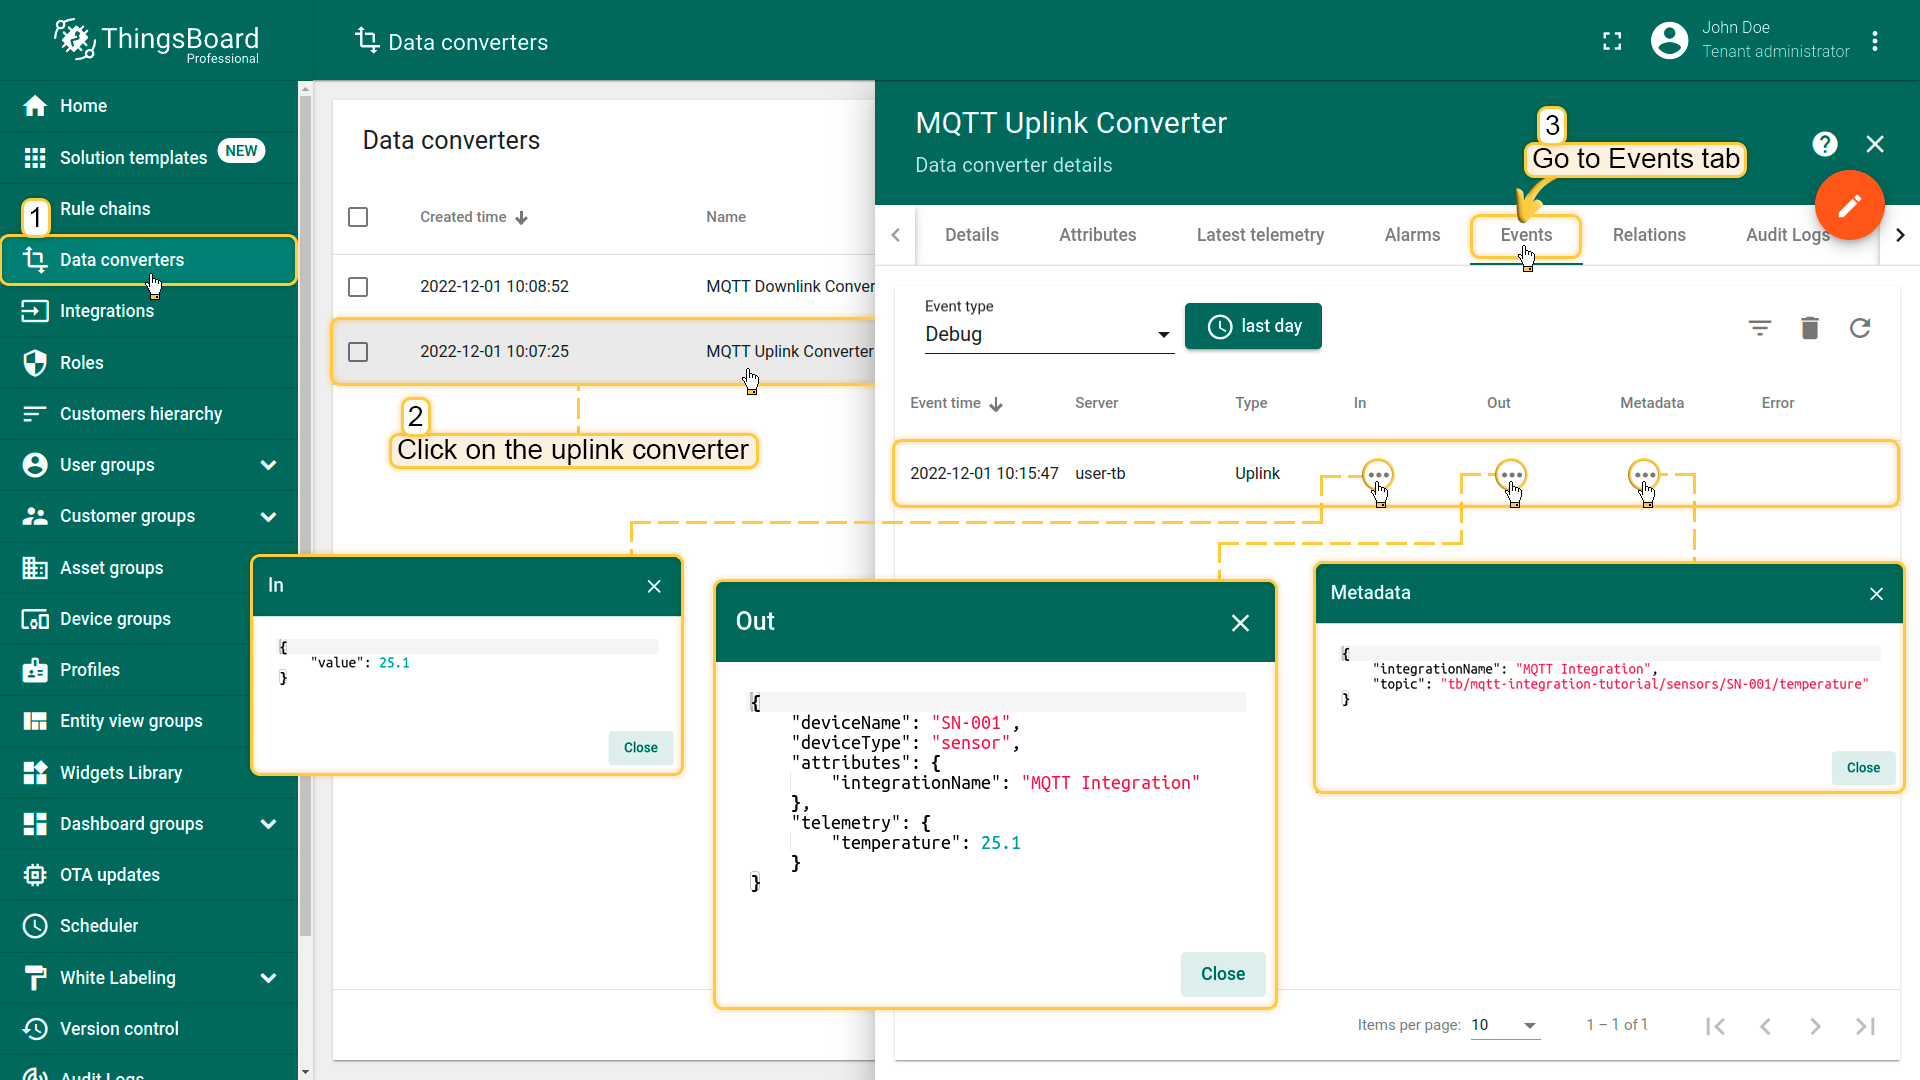 ThingsBoard
Professional
Data converters
John Doe
Tenant administrator
Home
Solution templates NEW
Rule chains
1
Data converters
Integrations
Roles
Customers hierarchy
User groups
Customer groups
Asset groups
Device groups
Profiles
Entity view groups
Widgets Library
Dashboard groups
OTA updates
Scheduler
White Labeling
Version control
Audit Logs
Data converters
Created time Name
2022-12-01 10:08:52 MQTT Downlink Conver
2022-12-01 10:07:25 MQTT Uplink Converter
2
Click on the uplink converter
MQTT Uplink Converter
Data converter details
3
Go to Events tab
Details Attributes Latest telemetry Alarms Events Relations Audit Logs
Event type
Debug
last day
Event time Server Type In Out Metadata Error
2022-12-01 10:15:47 user-tb Uplink
In
{
"value": 25.1
}
Close
Out
{
"deviceName": "SN-001",
"deviceType": "sensor",
"attributes": {
"integrationName": "MQTT Integration"
},
"telemetry": {
"temperature": 25.1
}
}
Close
Metadata
{
"integrationName": "MQTT Integration",
"topic": "tb/mqtt-integration-tutorial/sensors/SN-001/temperature"
}
Close
Items per page: 10 1 – 1 of 1